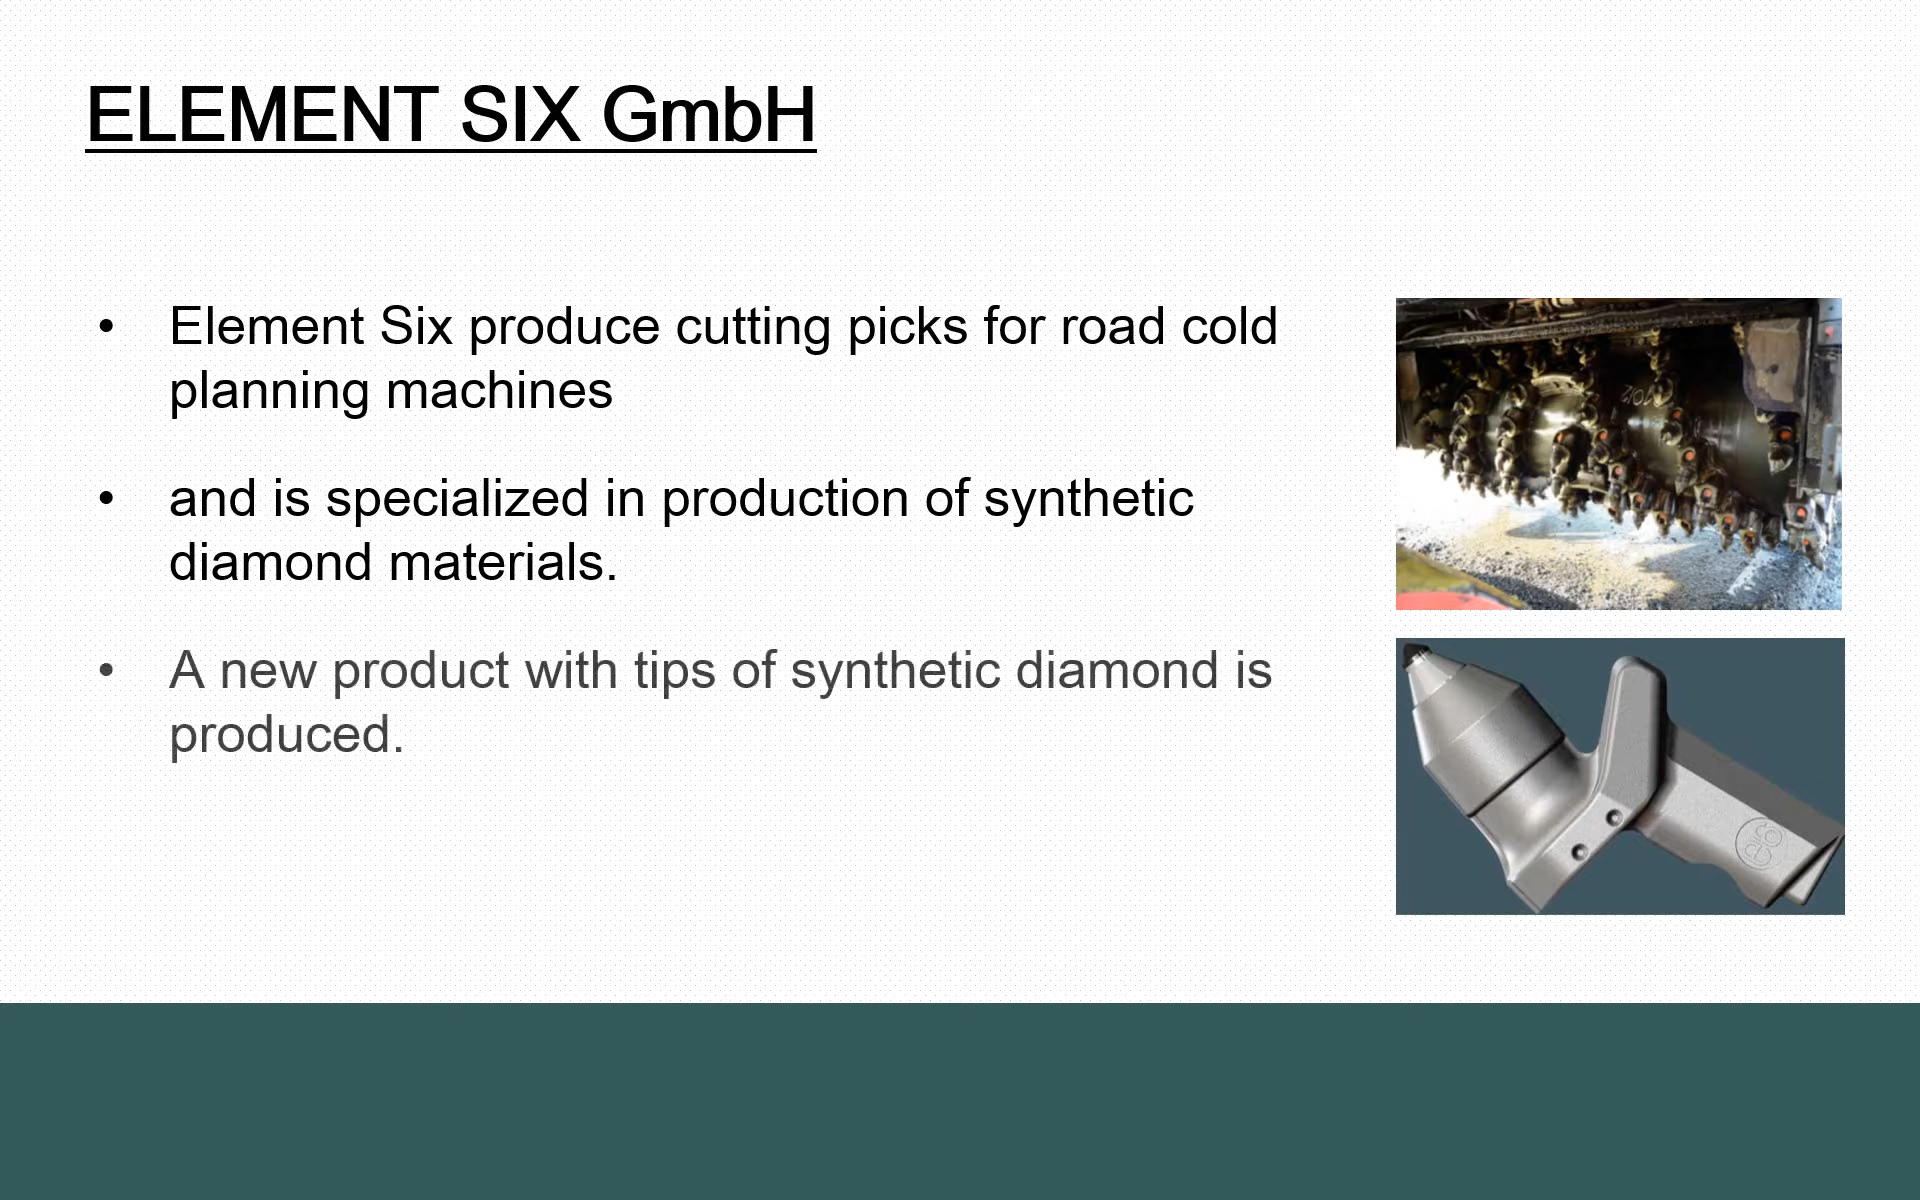 ELEMENT SIX GmbH
• Element Six produce cutting picks for road cold
planning machines
• and is specialized in production of synthetic
diamond materials.
• A new product with tips of synthetic diamond is
produced.